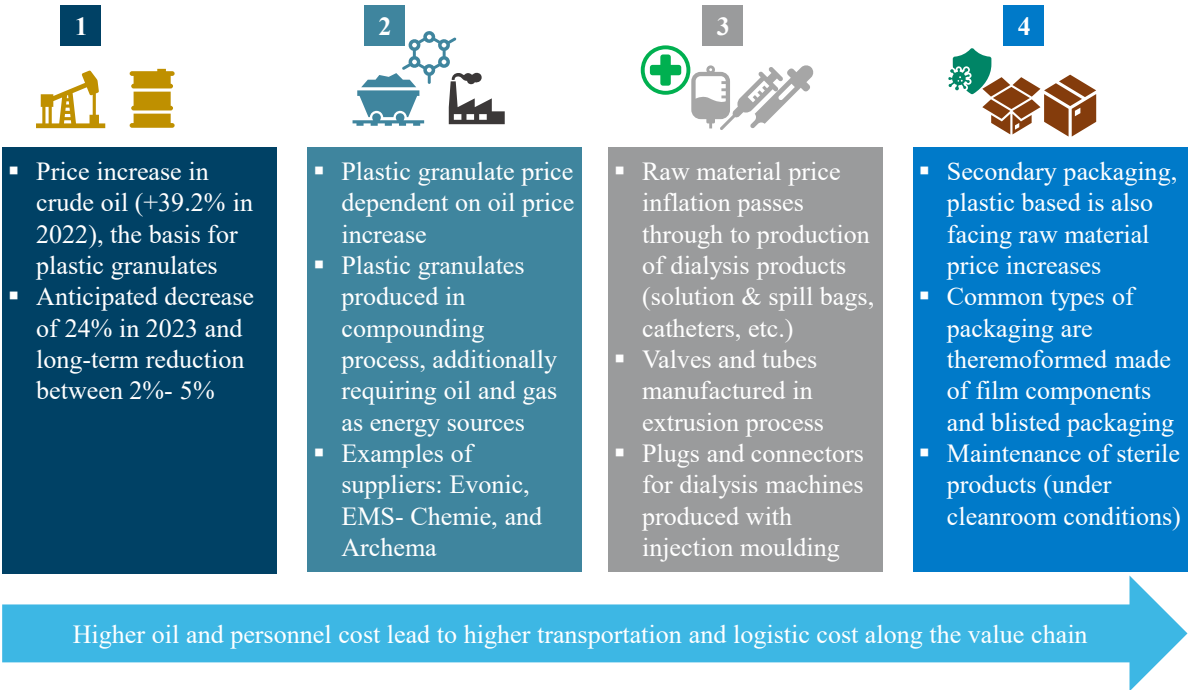 1
▪ Price increase in
crude oil (+39.2% in
2022), the basis for
plastic granulates
▪ Anticipated decrease
of 24% in 2023 and
long-term reduction
between 2%- 5%
2
▪ Plastic granulate price
dependent on oil price
increase
▪ Plastic granulates
produced in
compounding
process, additionally
requiring oil and gas
as energy sources
▪ Examples of
suppliers: Evonic,
EMS- Chemie, and
Archema
3
▪ Raw material price
inflation passes
through to production
of dialysis products
(solution & spill bags,
catheters, etc.)
▪ Valves and tubes
manufactured in
extrusion process
▪ Plugs and connectors
for dialysis machines
produced with
injection moulding
4
▪ Secondary packaging,
plastic based is also
facing raw material
price increases
▪ Common types of
packaging are
theremoformed made
of film components
and blisted packaging
▪ Maintenance of sterile
products (under
cleanroom conditions)
Higher oil and personnel cost lead to higher transportation and logistic cost along the value chain